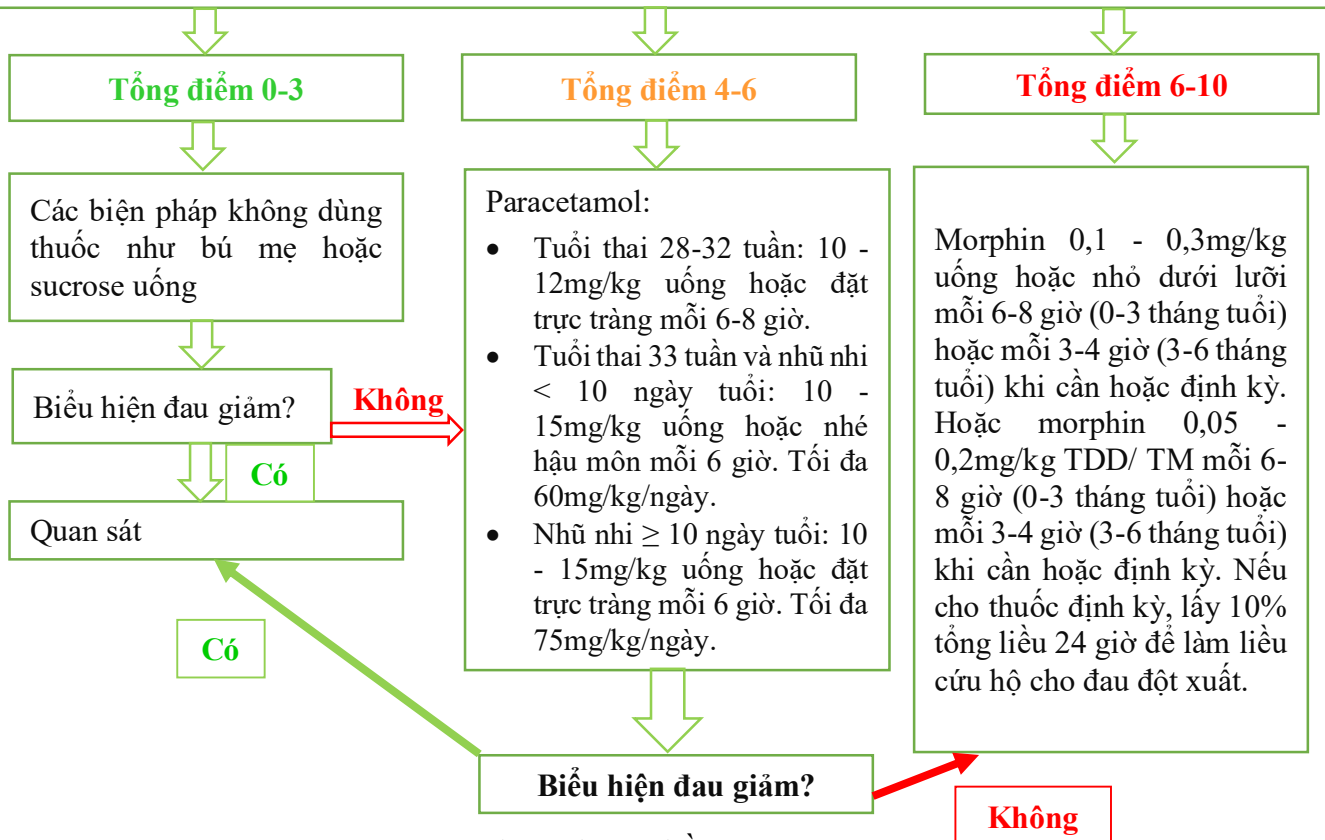 Tổng điểm 0-3
Các biện pháp không dùng
thuốc như bú mẹ hoặc
sucrose uống
Biểu hiện đau giảm?
Không
Có
Quan sát
Có
Tổng điểm 4-6
Paracetamol:
• Tuổi thai 28-32 tuần: 10 -
12mg/kg uống hoặc đặt
trực tràng mỗi 6-8 giờ.
• Tuổi thai 33 tuần và nhũ nhi
< 10 ngày tuổi: 10 -
15mg/kg uống hoặc nhé
hậu môn mỗi 6 giờ. Tối đa
60mg/kg/ngày.
• Nhũ nhi ≥ 10 ngày tuổi: 10
- 15mg/kg uống hoặc đặt
trực tràng mỗi 6 giờ. Tối đa
75mg/kg/ngày.
Biểu hiện đau giảm?
Không
Tổng điểm 6-10
Morphin 0,1 - 0,3mg/kg
uống hoặc nhỏ dưới lưỡi
mỗi 6-8 giờ (0-3 tháng tuổi)
hoặc mỗi 3-4 giờ (3-6 tháng
tuổi) khi cần hoặc định kỳ.
Hoặc morphin 0,05 -
0,2mg/kg TDD/ TM mỗi 6-
8 giờ (0-3 tháng tuổi) hoặc
mỗi 3-4 giờ (3-6 tháng tuổi)
khi cần hoặc định kỳ. Nếu
cho thuốc định kỳ, lấy 10%
tổng liều 24 giờ để làm liều
cứu hộ cho đau đột xuất.